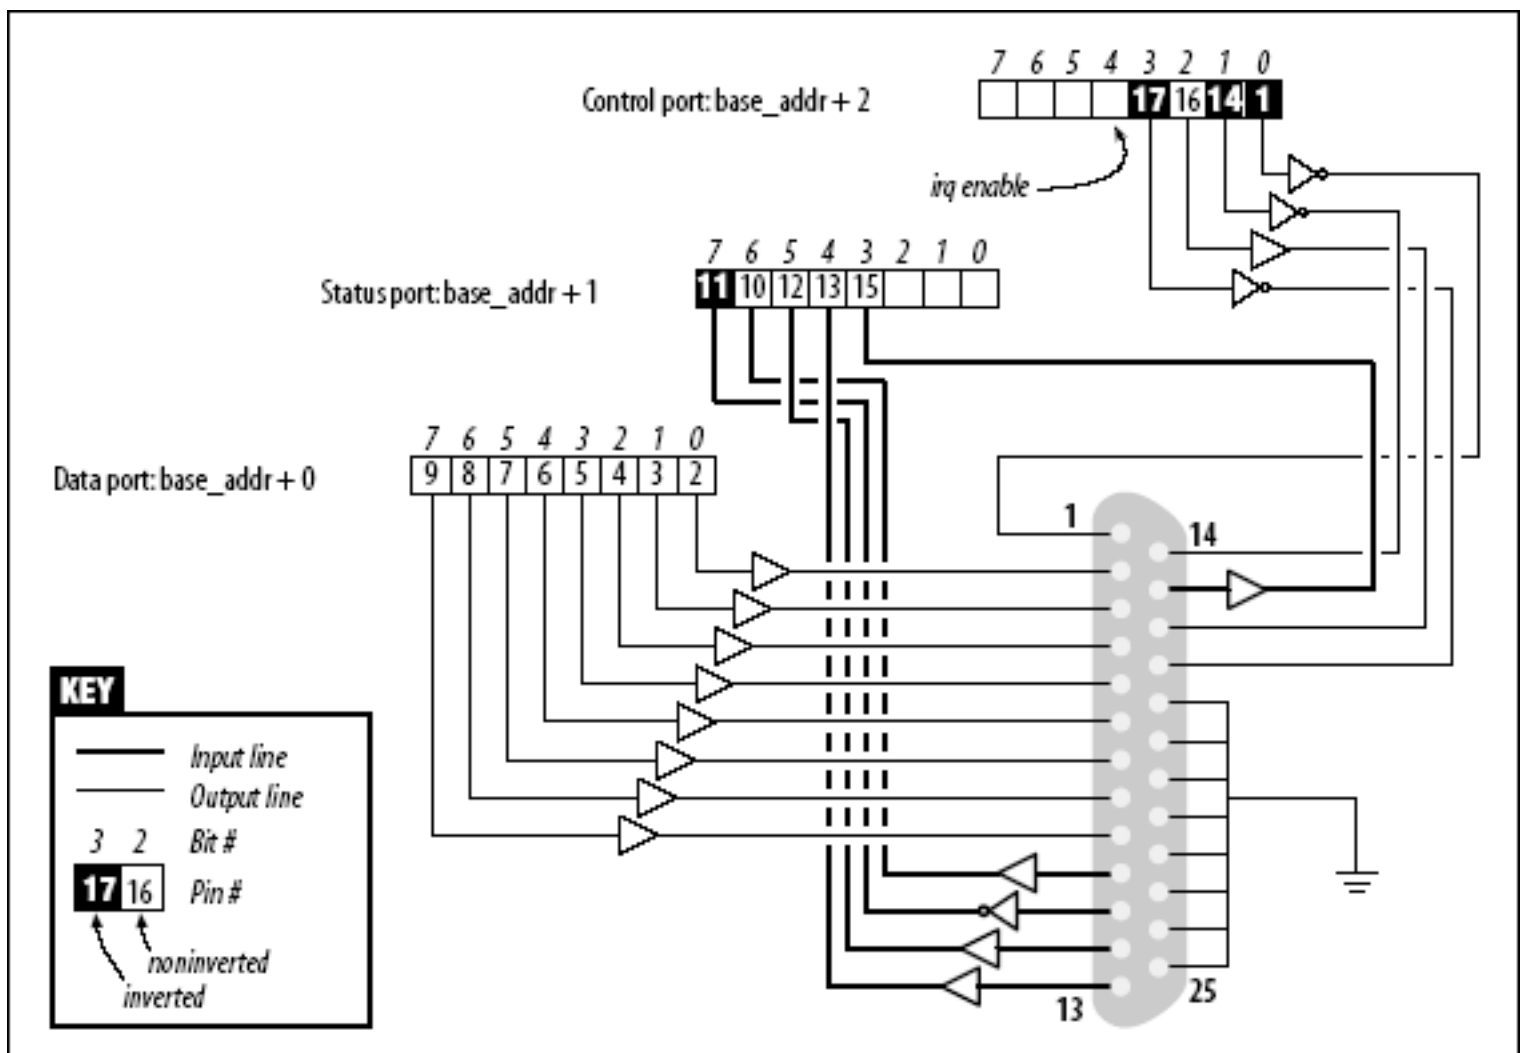 7 6 5 4 3 2 1 0
Control port: base_addr + 2
17 16 14 1
irq enable
7 6 5 4 3 2 1 0
Status port: base_addr + 1
11 10 12 13 15
7 6 5 4 3 2 1 0
Data port: base_addr + 0
9 8 7 6 5 4 3 2
1
14
13
25
KEY
Input line
Output line
3 2 Bit #
17 16 Pin #
noninverted
inverted